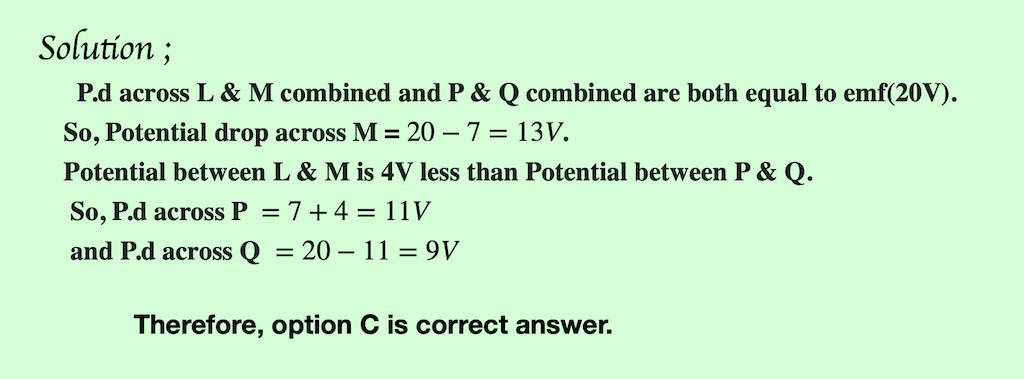 Solution ;
P.d across L & M combined and P & Q combined are both equal to emf(20V).
So, Potential drop across M = 20 − 7 = 13V.
Potential between L & M is 4V less than Potential between P & Q.
So, P.d across P = 7 + 4 = 11V
and P.d across Q = 20 − 11 = 9V
Therefore, option C is correct answer.